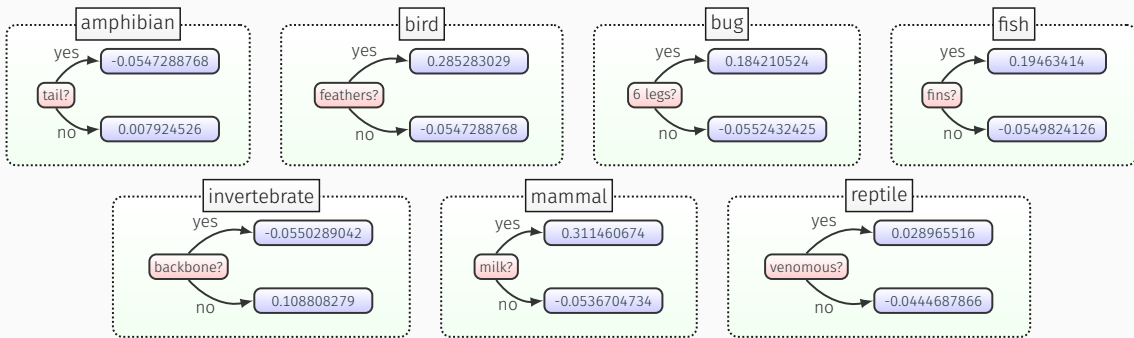 amphibian
yes
-0.0547288768
tail?
no
0.007924526
bird
yes
0.285283029
feathers?
no
-0.0547288768
bug
yes
0.184210524
6 legs?
no
-0.0552432425
fish
yes
0.19463414
fins?
no
-0.0549824126
invertebrate
yes
-0.0550289042
backbone?
no
0.108808279
mammal
yes
0.311460674
milk?
no
-0.0536704734
reptile
yes
0.028965516
venomous?
no
-0.0444687866